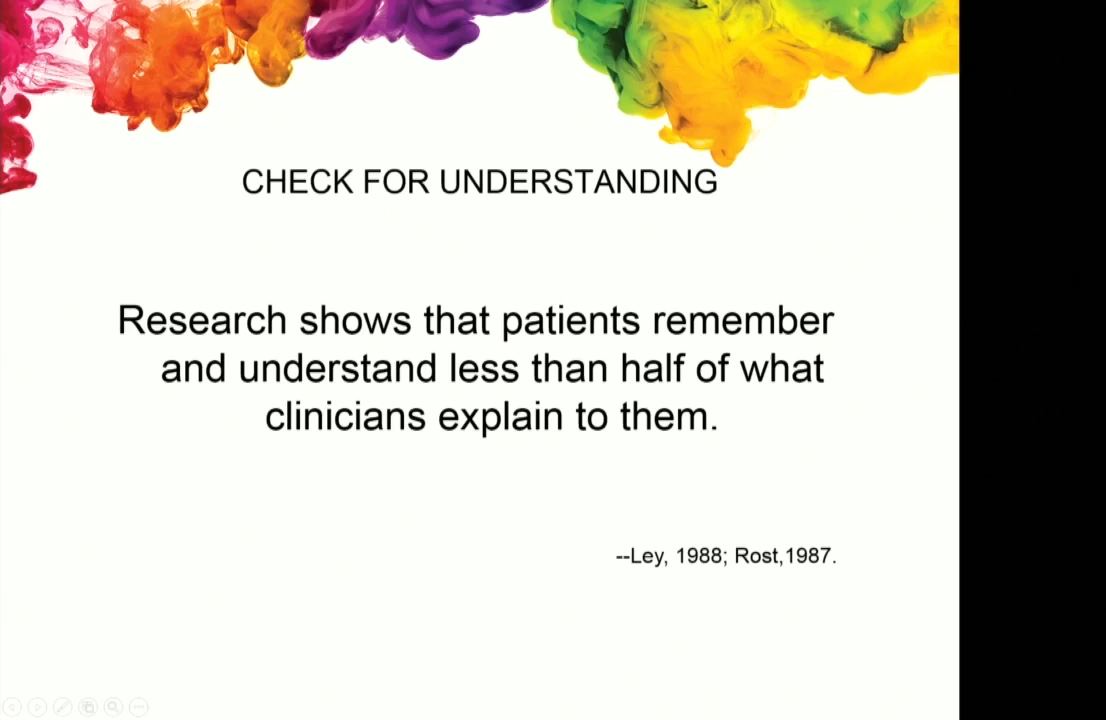 CHECK FOR UNDERSTANDING
Research shows that patients remember
and understand less than half of what
clinicians explain to them.
--Ley, 1988; Rost,1987.